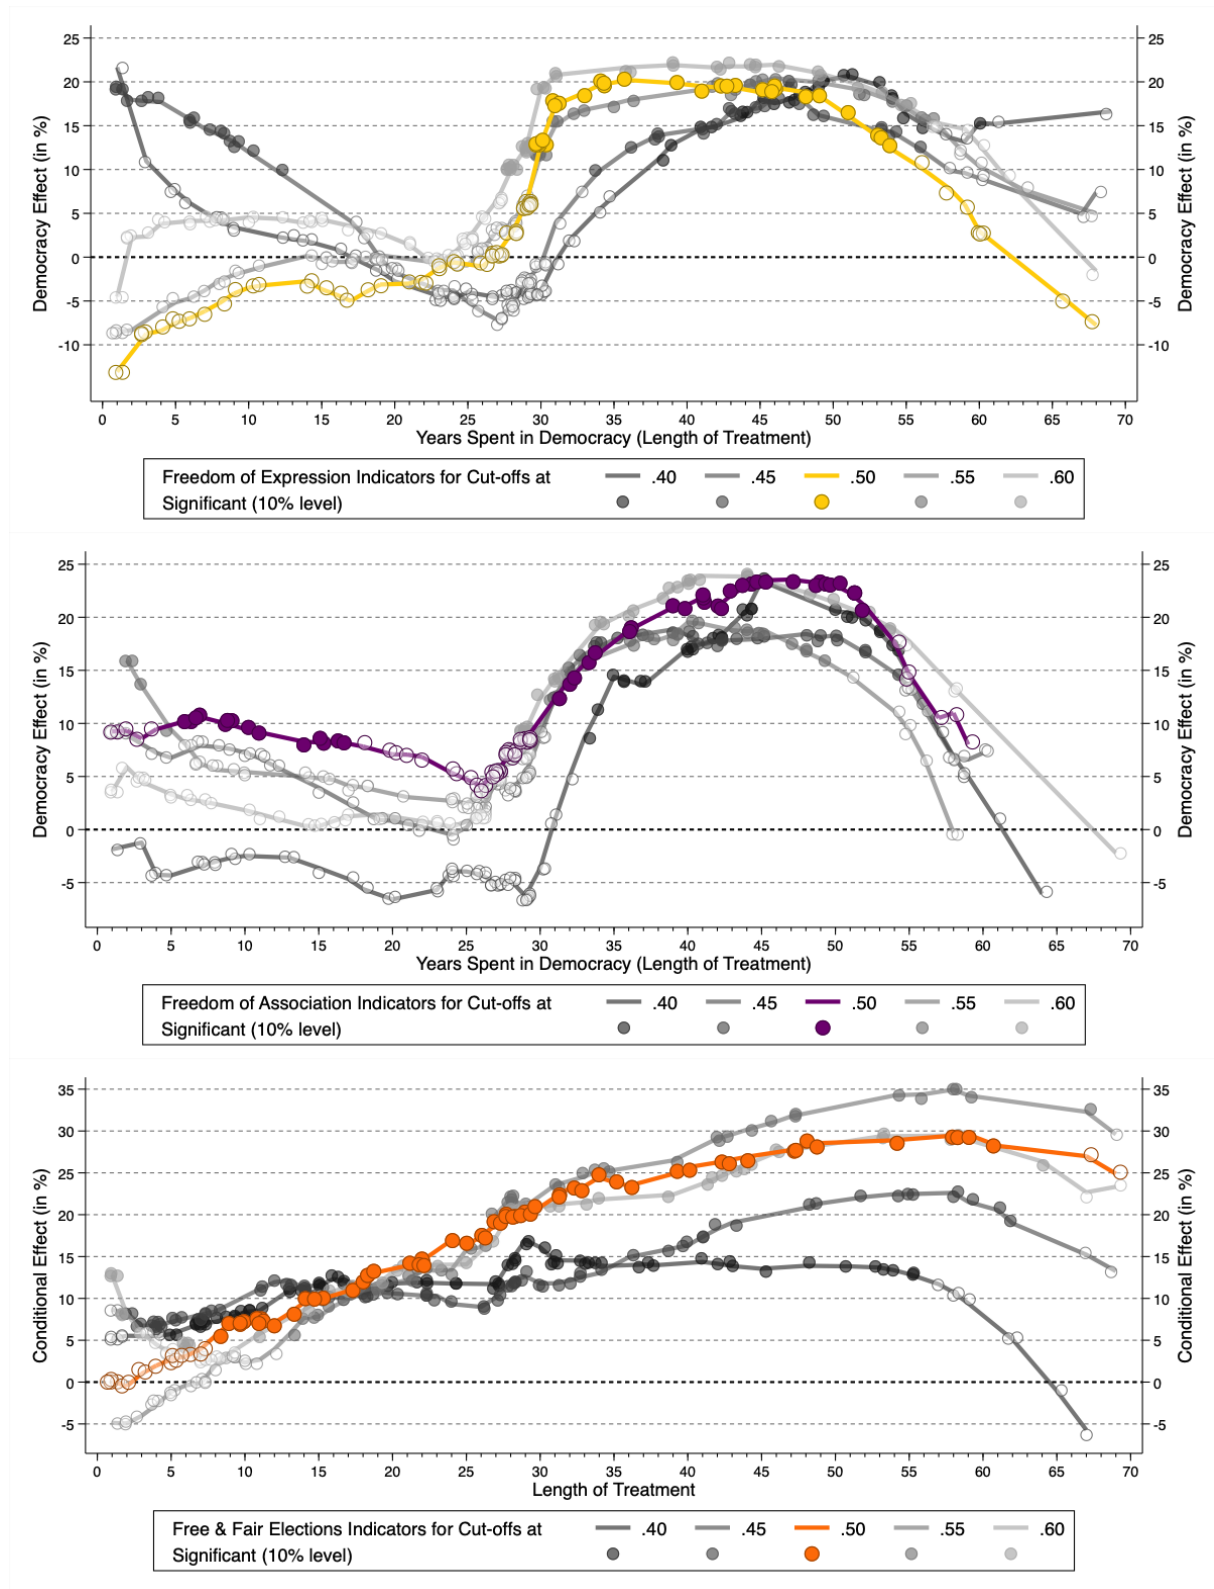 25 25
20 20
15 15
10 10
5 5
0 0
-5 -5
-10 -10
Democracy Effect (in %)
Democracy Effect (in %)
0 5 10 15 20 25 30 35 40 45 50 55 60 65 70
Years Spent in Democracy (Length of Treatment)
Freedom of Expression Indicators for Cut-offs at .40 .45 .50 .55 .60
Significant (10% level)
25 25
20 20
15 15
10 10
5 5
0 0
-5 -5
Democracy Effect (in %)
Democracy Effect (in %)
0 5 10 15 20 25 30 35 40 45 50 55 60 65 70
Years Spent in Democracy (Length of Treatment)
Freedom of Association Indicators for Cut-offs at .40 .45 .50 .55 .60
Significant (10% level)
35 35
30 30
25 25
20 20
15 15
10 10
5 5
0 0
-5 -5
Conditional Effect (in %)
Conditional Effect (in %)
0 5 10 15 20 25 30 35 40 45 50 55 60 65 70
Length of Treatment
Free & Fair Elections Indicators for Cut-offs at .40 .45 .50 .55 .60
Significant (10% level)